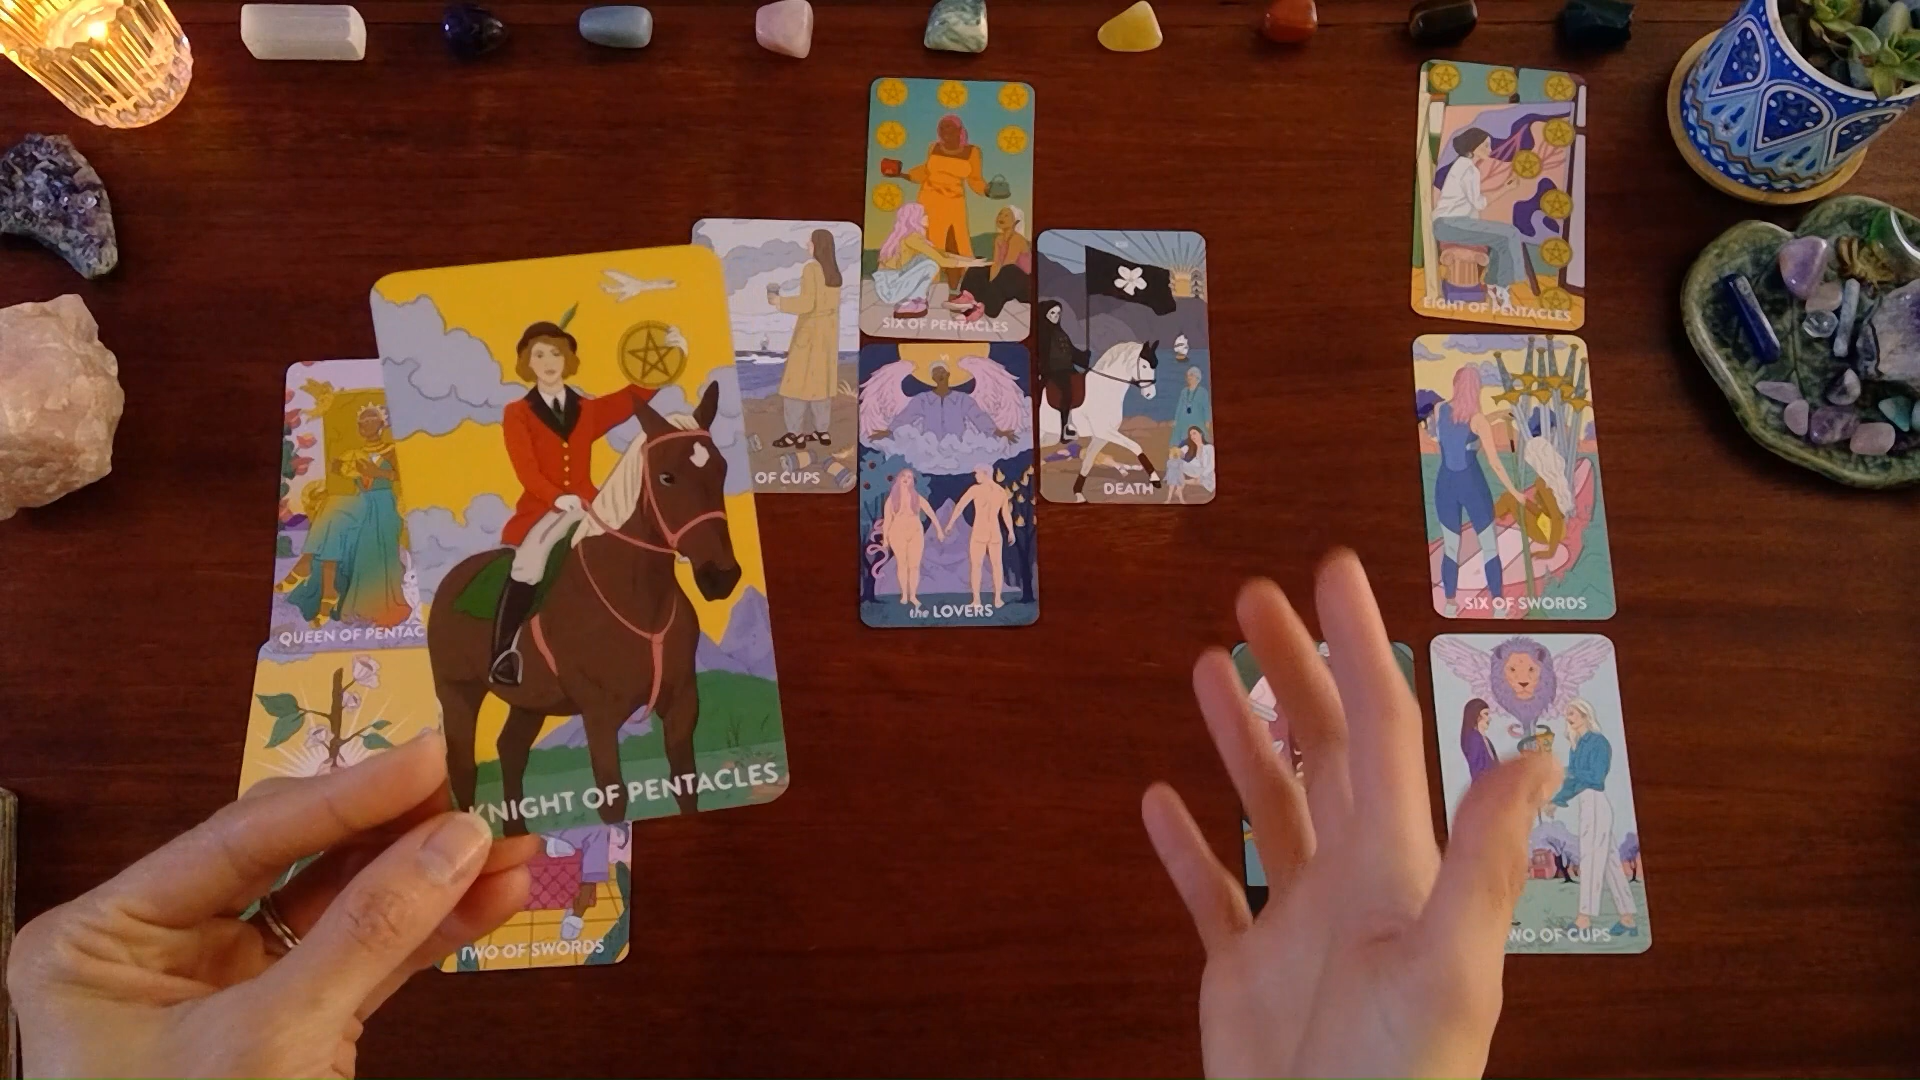 SIX OF PENTACLES
EIGHT OF PENTACLES
OF CUPS
DEATH
the LOVERS
SIX OF SWORDS
QUEEN OF PENTAC
KNIGHT OF PENTACLES
TWO OF SWORDS
WO OF CUPS